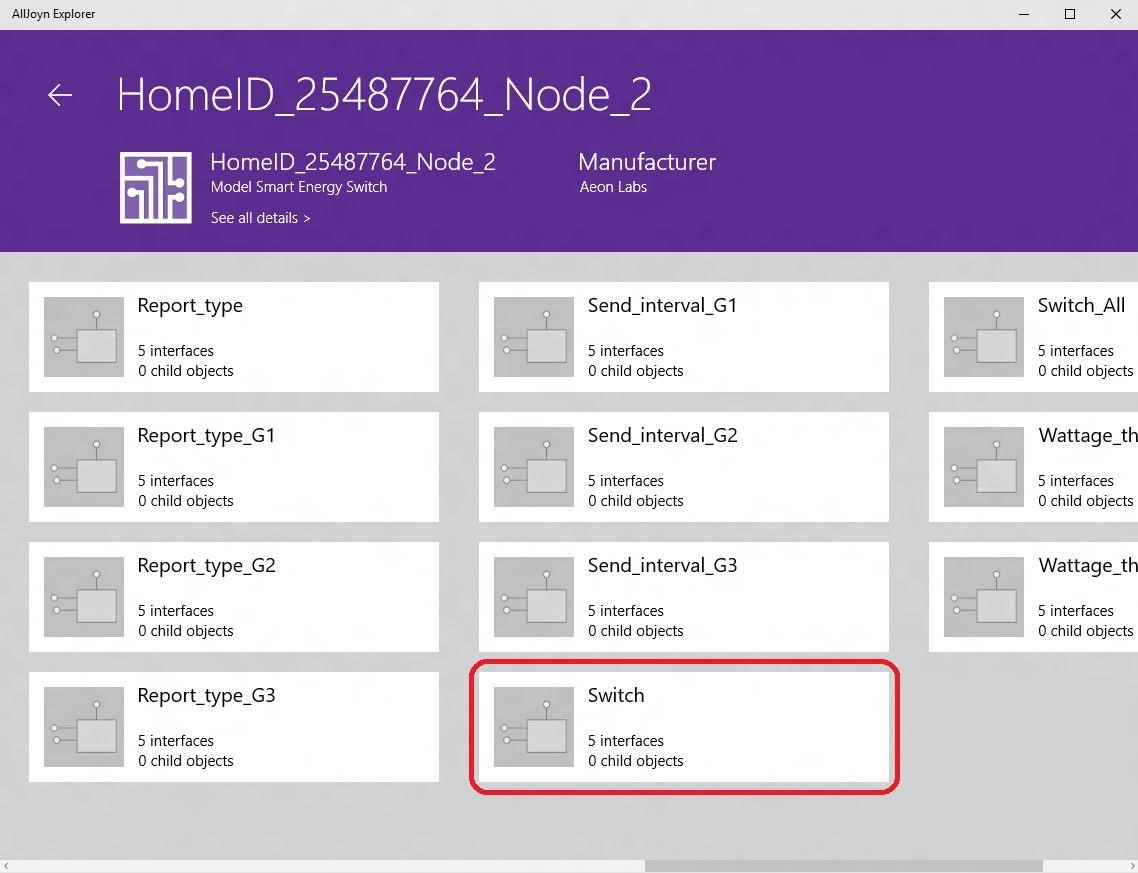 AllJoyn Explorer
HomeID_25487764_Node_2
HomeID_25487764_Node_2
Model Smart Energy Switch
See all details >
Manufacturer
Aeon Labs
Report_type
5 interfaces
0 child objects
Report_type_G1
5 interfaces
0 child objects
Report_type_G2
5 interfaces
0 child objects
Report_type_G3
5 interfaces
0 child objects
Send_interval_G1
5 interfaces
0 child objects
Send_interval_G2
5 interfaces
0 child objects
Send_interval_G3
5 interfaces
0 child objects
Switch
5 interfaces
0 child objects
Switch_All
5 interfaces
0 child objects
Wattage_th
5 interfaces
0 child objects
Wattage_th
5 interfaces
0 child objects